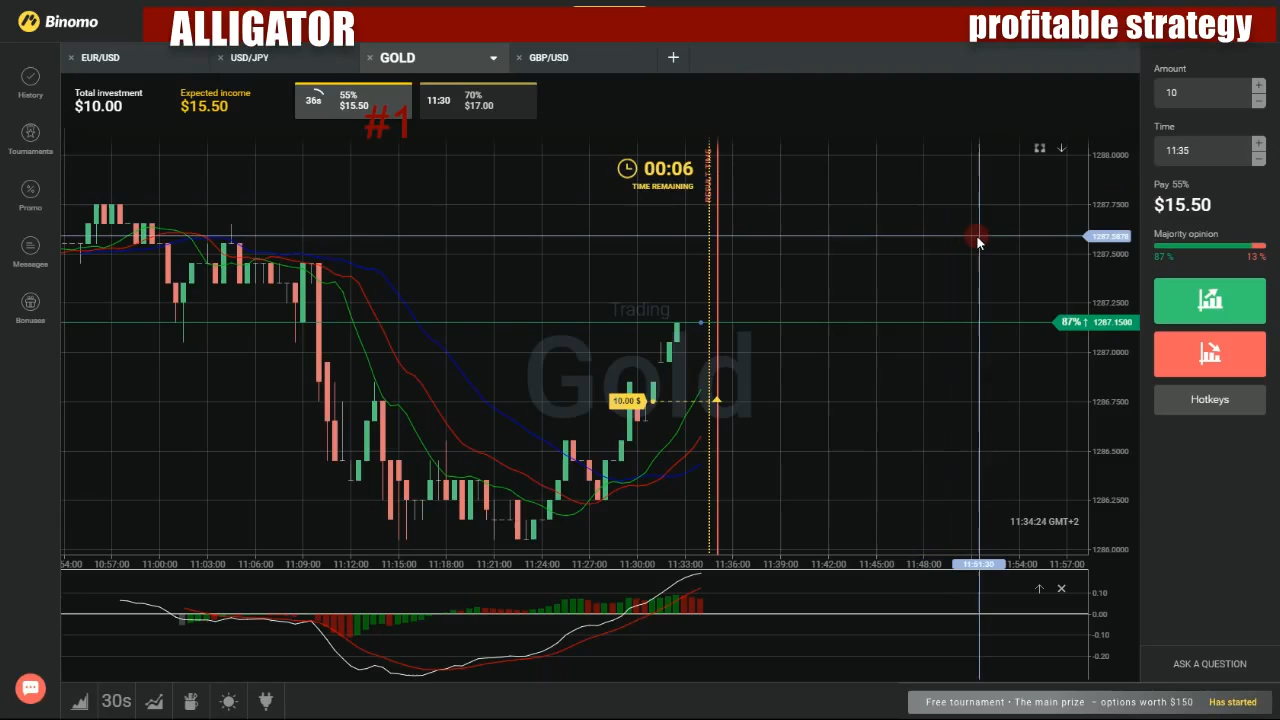 Binomo
ALLIGATOR
profitable strategy
EUR/USD
USD/JPY
GOLD
GBP/USD
+
Total investment
$10.00
Expected income
$15.50
36s
55%
$15.50
11:30
70%
$17.00
#1
History
Tournaments
Promo
Messages
Bonuses
00:06
TIME REMAINING
RESULT TIME
Trading
Gold
10.00 $
1288.0000
1287.7500
1287.5000
1287.2500
87% ↑ 1287.1500
1287.0000
1286.7500
1286.5000
1286.2500
1286.0000
11:34:24 GMT+2
54:00 10:57:00 11:00:00 11:03:00 11:06:00 11:09:00 11:12:00 11:15:00 11:18:00 11:21:00 11:24:00 11:27:00 11:30:00 11:33:00 11:36:00 11:39:00 11:42:00 11:45:00 11:48:00 11:51:30 11:54:00 11:57:00
0.10
0.00
-0.10
-0.20
Amount
10
Time
11:35
Pay 55%
$15.50
Majority opinion
87 % 13 %
Hotkeys
ASK A QUESTION
30s
Free tournament • The main prize – options worth $150 Has started